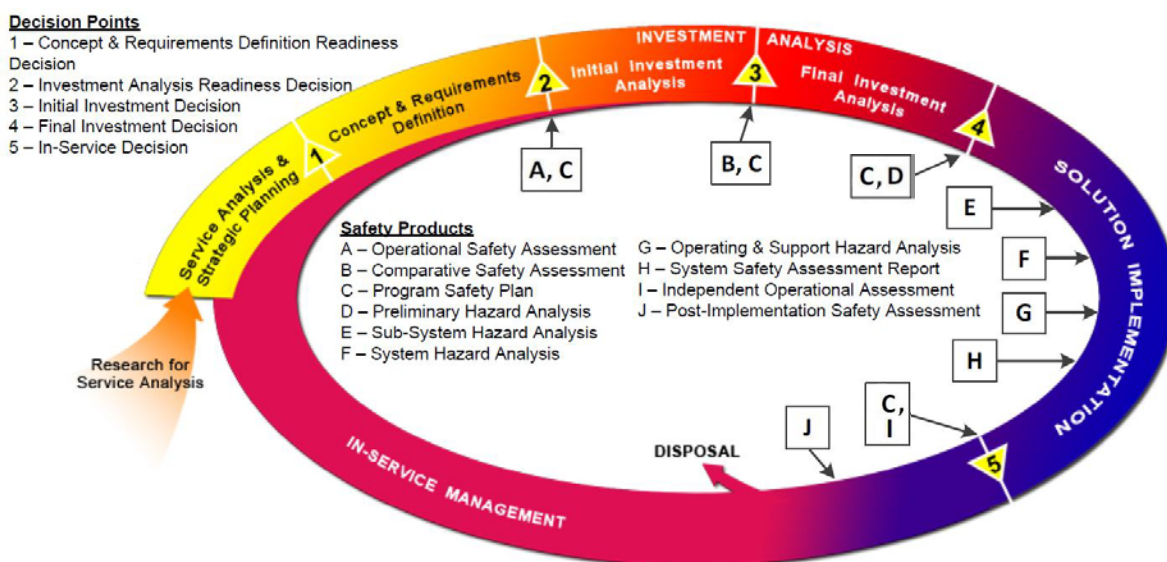 Decision Points
1 – Concept & Requirements Definition Readiness
Decision
2 – Investment Analysis Readiness Decision
3 – Initial Investment Decision
4 – Final Investment Decision
5 – In-Service Decision
INVESTMENT ANALYSIS
Initial Investment
Analysis
Final Investment
Analysis
Concept & Requirements
Definition
Service Analysis &
Strategic Planning
1
2
3
4
A, C
B, C
C, D
E
F
G
H
C,
I
J
5
SOLUTION IMPLEMENTATION
Safety Products
A – Operational Safety Assessment
B – Comparative Safety Assessment
C – Program Safety Plan
D – Preliminary Hazard Analysis
E – Sub-System Hazard Analysis
F – System Hazard Analysis
G – Operating & Support Hazard Analysis
H – System Safety Assessment Report
I – Independent Operational Assessment
J – Post-Implementation Safety Assessment
Research for
Service Analysis
DISPOSAL
IN-SERVICE MANAGEMENT